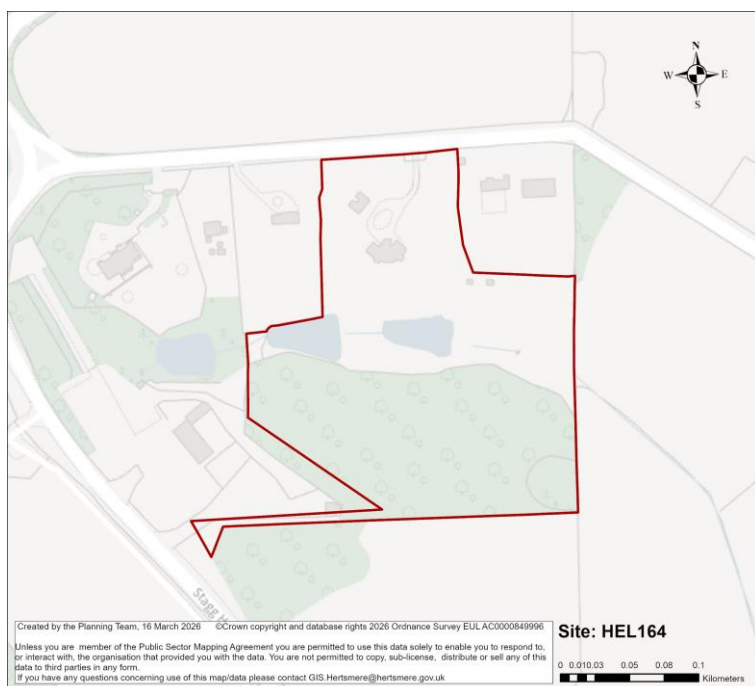 N
W E
S
Stagg H
Created by the Planning Team, 16 March 2026 ©Crown copyright and database rights 2026 Ordnance Survey EUL AC0000849996
Unless you are member of the Public Sector Mapping Agreement you are permitted to use this data solely to enable you to respond to,
or interact with, the organisation that provided you with the data. You are not permitted to copy, sub-license, distribute or sell any of this
data to third parties in any form.
If you have any questions concerning use of this map/data please contact GIS.Hertsmere@hertsmere.gov.uk
Site: HEL164
0 0.010.03 0.05 0.08 0.1
Kilometers